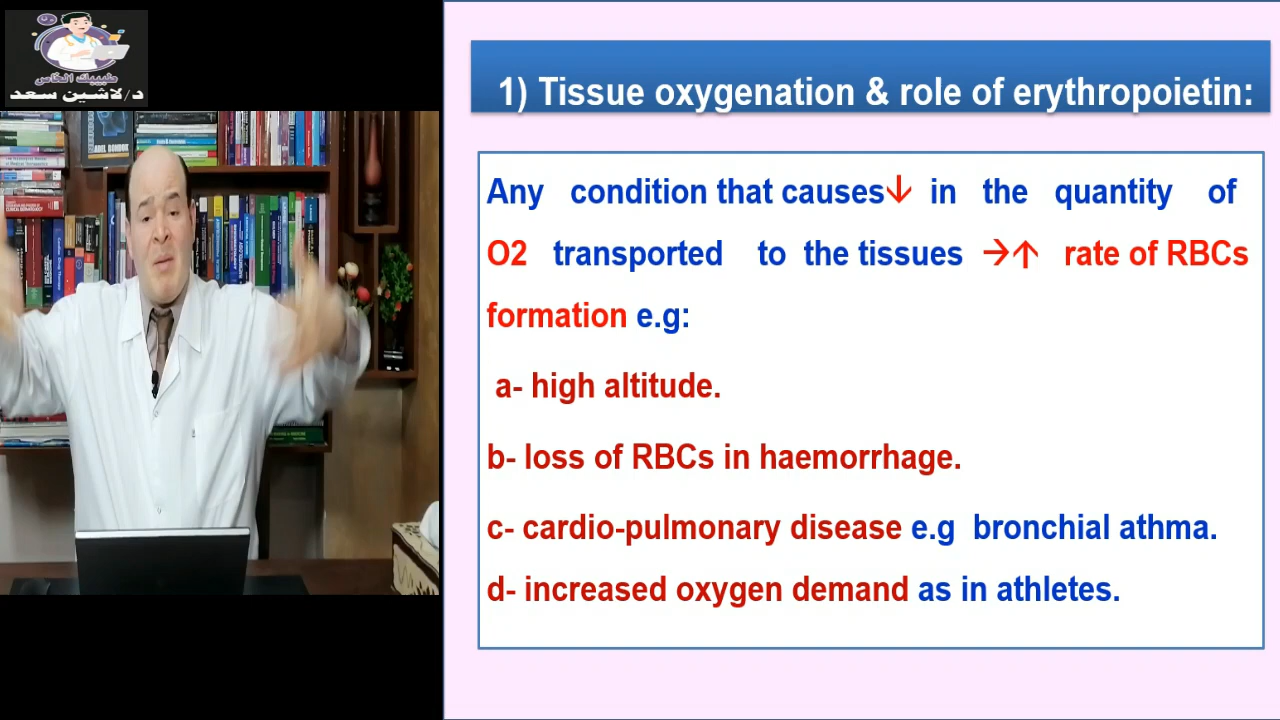 طبيبك الخاص
د/لاشين سعد
1) Tissue oxygenation & role of erythropoietin:
Any condition that causes↓ in the quantity of
O2 transported to the tissues →↑ rate of RBCs
formation e.g:
a- high altitude.
b- loss of RBCs in haemorrhage.
c- cardio-pulmonary disease e.g bronchial athma.
d- increased oxygen demand as in athletes.